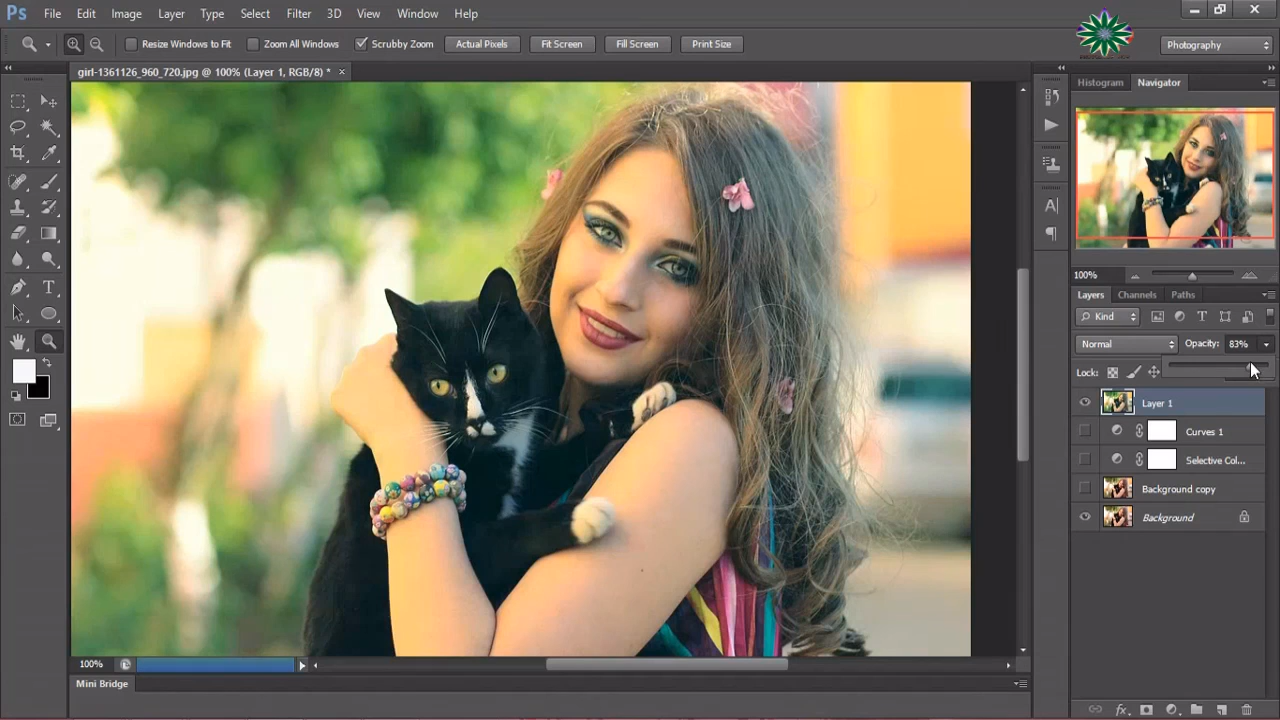 Ps File Edit Image Layer Type Select Filter 3D View Window Help
Resize Windows to Fit Zoom All Windows Scrubby Zoom Actual Pixels Fit Screen Fill Screen Print Size Photography
girl-1361126_960_720.jpg @ 100% (Layer 1, RGB/8) * ×
Histogram Navigator
100%
Layers Channels Paths
Kind
Normal Opacity: 83%
Lock:
Layer 1
Curves 1
Selective Col...
Background copy
Background
100%
Mini Bridge